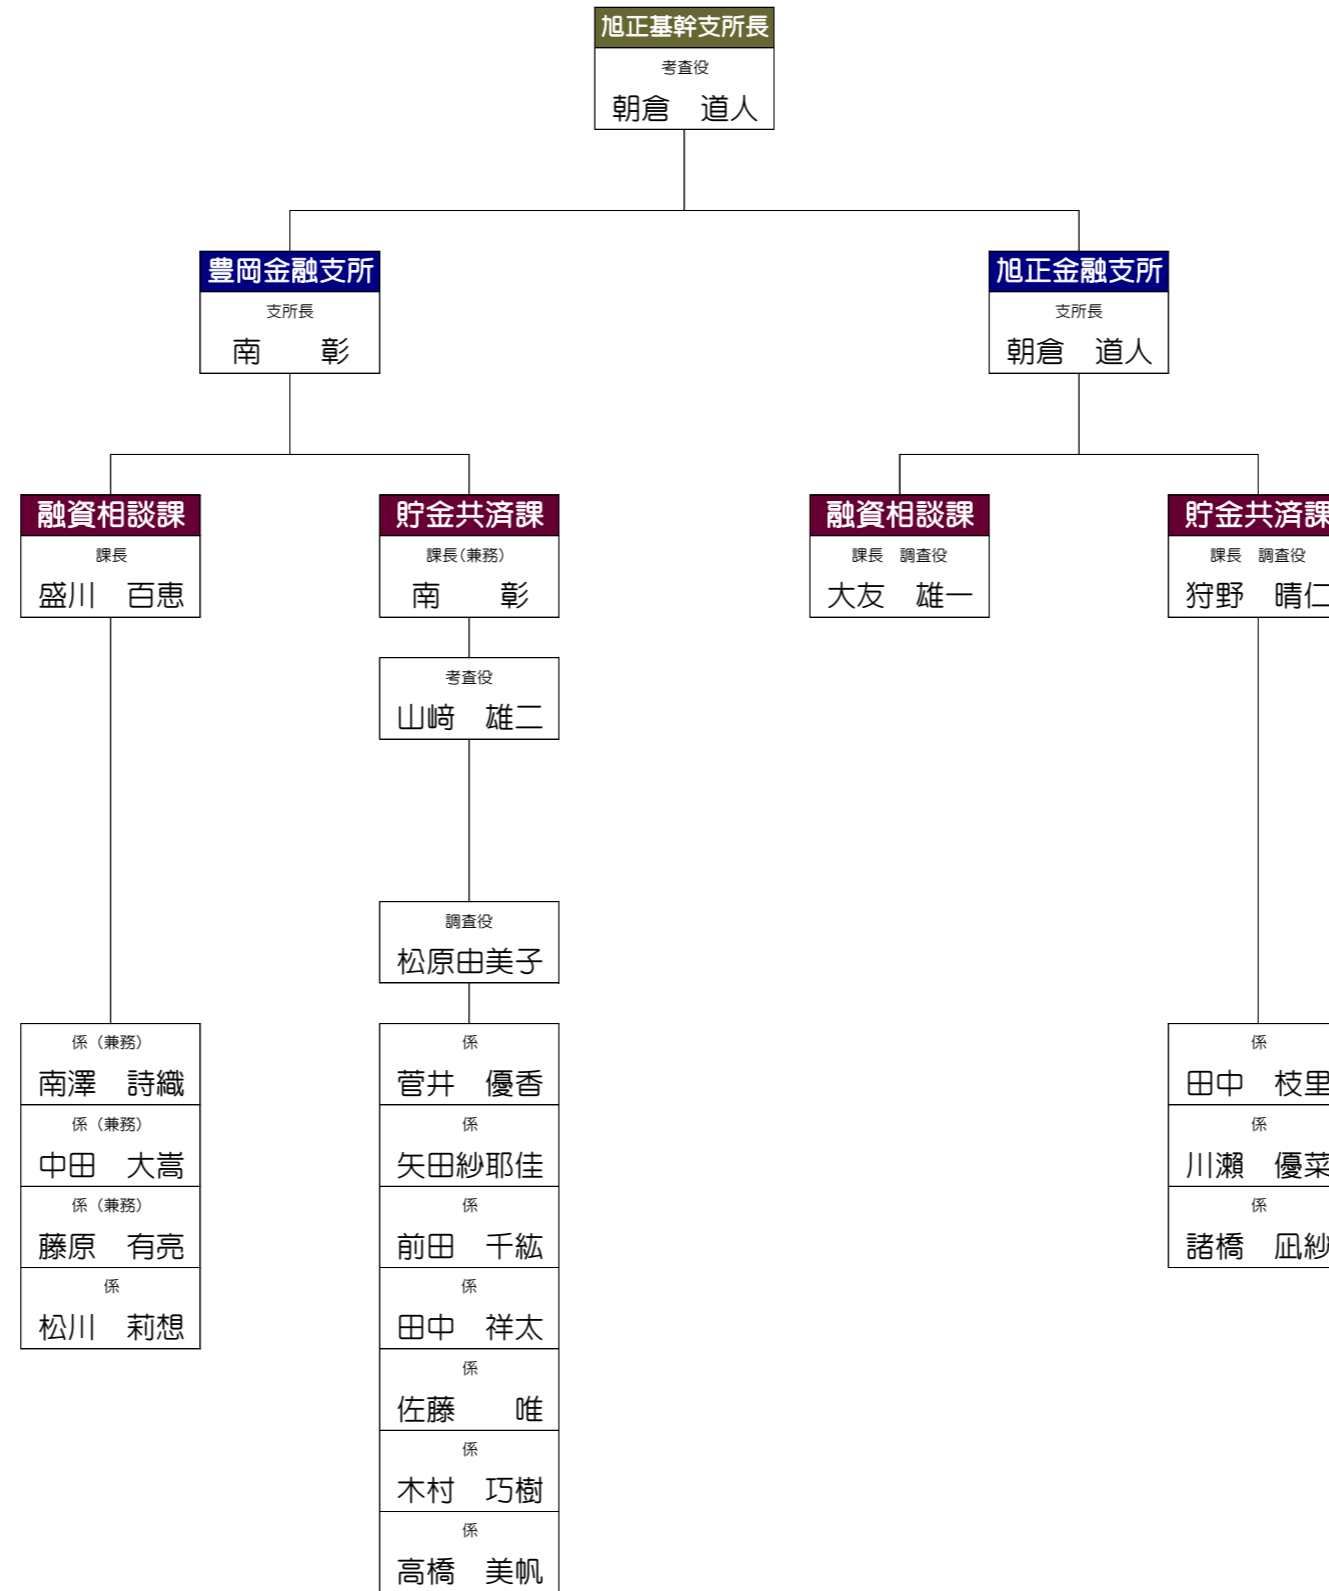 旭正基幹支所長
考査役
朝倉　道人
豊岡金融支所
支所長
南　　彰
旭正金融支所
支所長
朝倉　道人
融資相談課
課長
盛川　百恵
貯金共済課
課長(兼務)
南　　彰
融資相談課
課長　調査役
大友　雄一
貯金共済課
課長　調査役
狩野　晴仁
考査役
山﨑　雄二
調査役
松原由美子
係（兼務）
南澤　詩織
係（兼務）
中田　大嵩
係（兼務）
藤原　有亮
係
松川　莉想
係
菅井　優香
係
矢田紗耶佳
係
前田　千紘
係
田中　祥太
係
佐藤　　唯
係
木村　巧樹
係
高橋　美帆
係
田中　枝里
係
川瀬　優菜
係
諸橋　凪紗